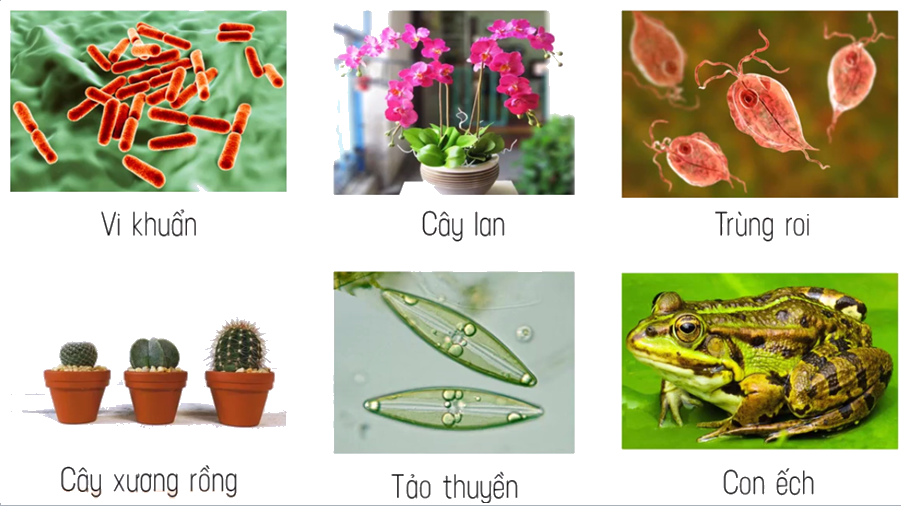 Vi khuẩn
Cây lan
Trùng roi
Cây xương rồng
Tảo thuyền
Con ếch